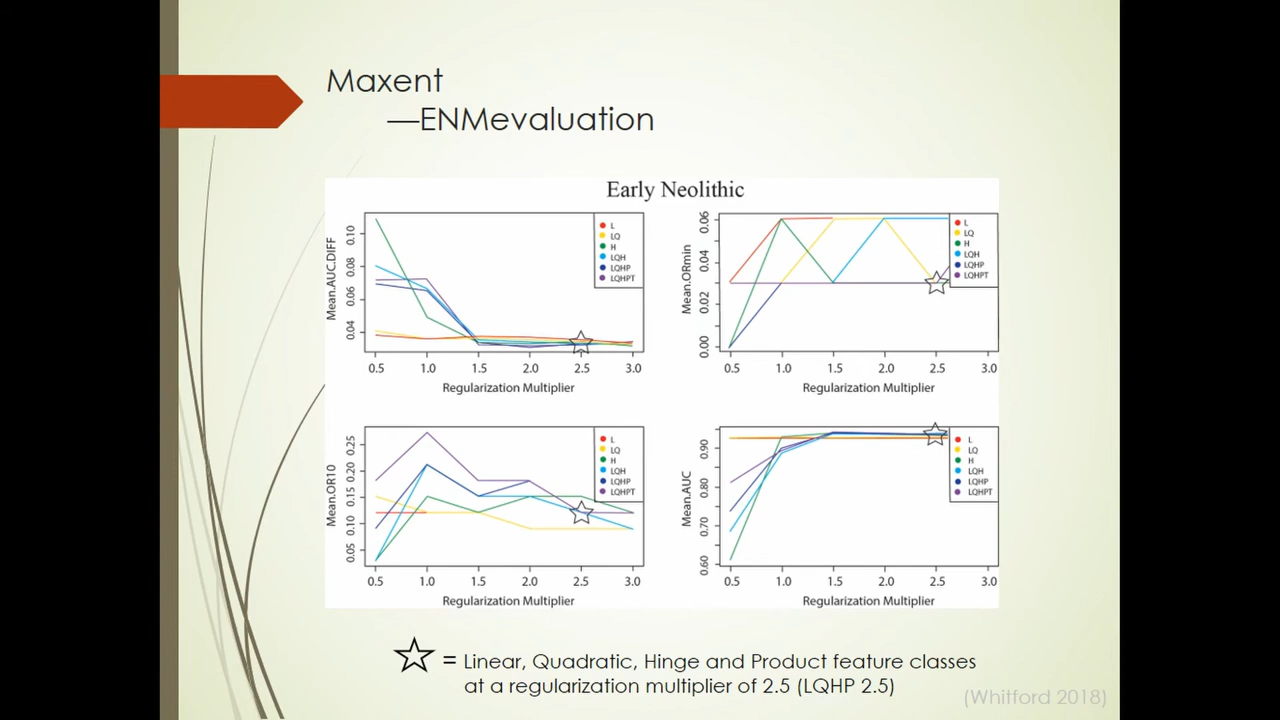 Maxent
—ENMevaluation
Early Neolithic
Mean.AUC.DIFF
0.10
0.08
0.06
0.04
L
LQ
H
LQH
LQHP
LQHPT
0.5 1.0 1.5 2.0 2.5 3.0
Regularization Multiplier
Mean.ORmin
0.06
0.04
0.02
0.00
L
LQ
H
LQH
LQHP
LQHPT
0.5 1.0 1.5 2.0 2.5 3.0
Regularization Multiplier
Mean.OR10
0.25
0.20
0.15
0.10
0.05
L
LQ
H
LQH
LQHP
LQHPT
0.5 1.0 1.5 2.0 2.5 3.0
Regularization Multiplier
Mean.AUC
0.90
0.80
0.70
0.60
L
LQ
H
LQH
LQHP
LQHPT
0.5 1.0 1.5 2.0 2.5 3.0
Regularization Multiplier
= Linear, Quadratic, Hinge and Product feature classes
at a regularization multiplier of 2.5 (LQHP 2.5)
(Whitford 2018)